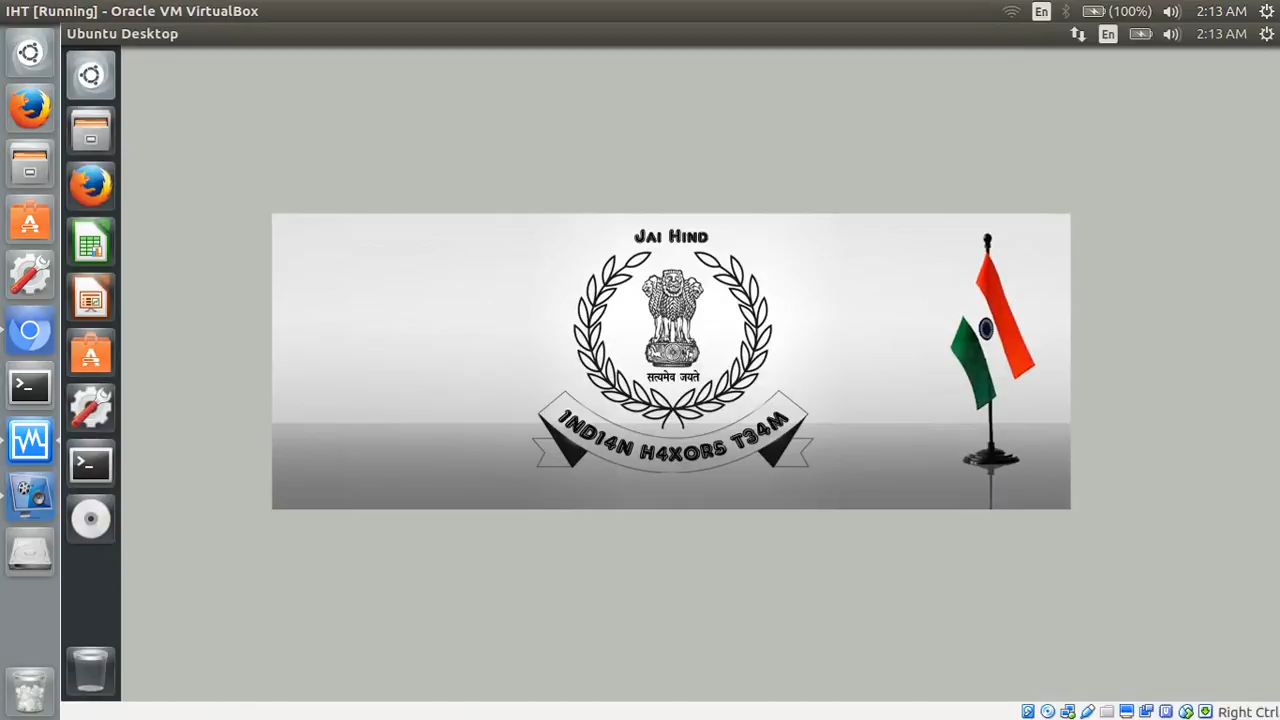 IHT [Running] - Oracle VM VirtualBox
En
(100%)
2:13 AM
Ubuntu Desktop
En
2:13 AM
Jai Hind
सत्यमेव जयते
1ND14N H4XOR5 T34M
Right Ctrl